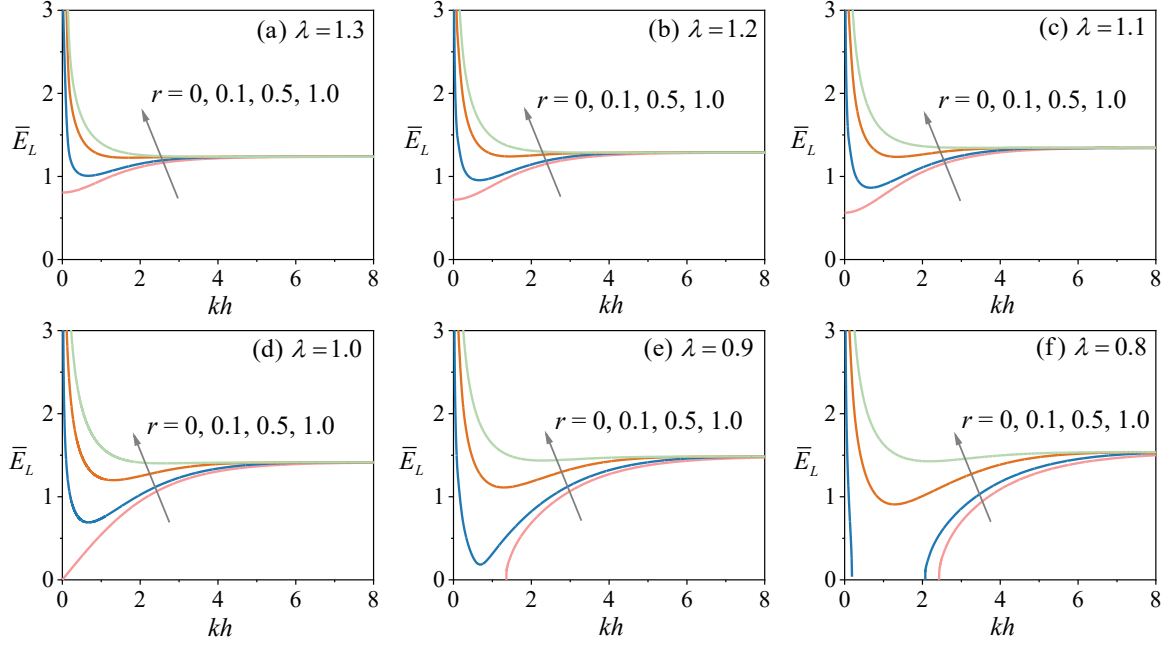 (a) λ = 1.3
r = 0, 0.1, 0.5, 1.0
E̅_L
3
2
1
0
0 2 4 6 8
kh
(b) λ = 1.2
r = 0, 0.1, 0.5, 1.0
E̅_L
3
2
1
0
0 2 4 6 8
kh
(c) λ = 1.1
r = 0, 0.1, 0.5, 1.0
E̅_L
3
2
1
0
0 2 4 6 8
kh
(d) λ = 1.0
r = 0, 0.1, 0.5, 1.0
E̅_L
3
2
1
0
0 2 4 6 8
kh
(e) λ = 0.9
r = 0, 0.1, 0.5, 1.0
E̅_L
3
2
1
0
0 2 4 6 8
kh
(f) λ = 0.8
r = 0, 0.1, 0.5, 1.0
E̅_L
3
2
1
0
0 2 4 6 8
kh